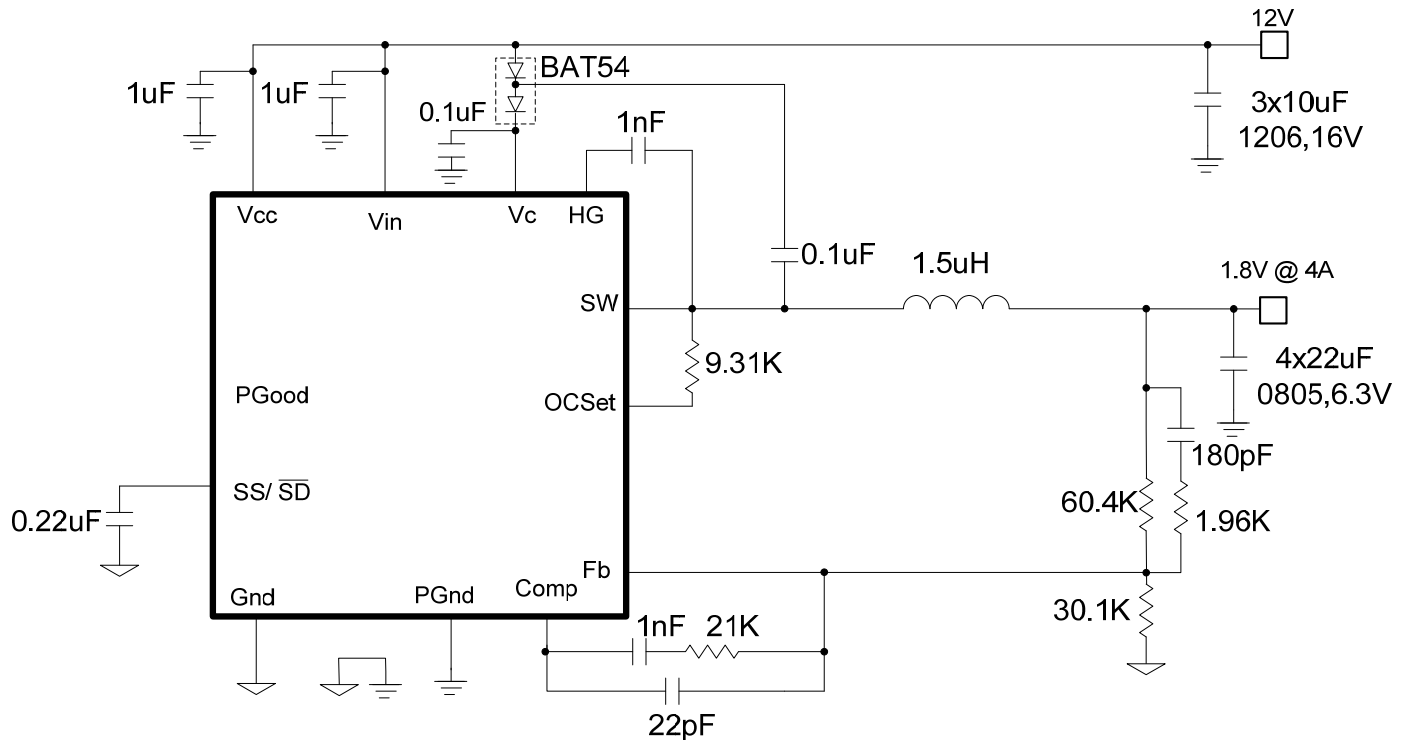 12V
BAT54
1uF
1uF
0.1uF
1nF
3x10uF
1206,16V
Vcc
Vin
Vc
HG
0.1uF
1.5uH
1.8V @ 4A
SW
9.31K
4x22uF
0805,6.3V
PGood
OCSet
180pF
SS/ SD
0.22uF
60.4K
1.96K
Fb
Comp
Gnd
PGnd
30.1K
1nF
21K
22pF